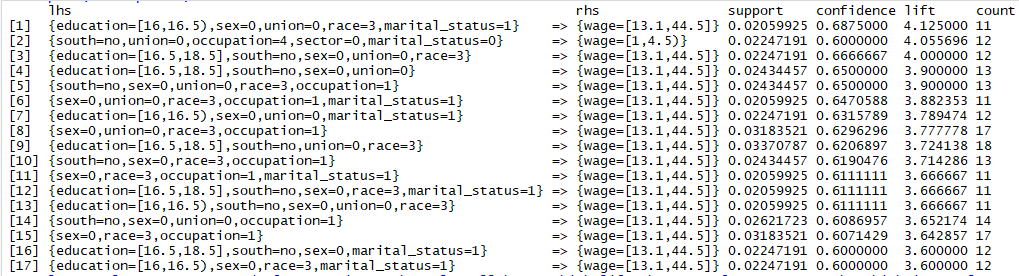 lhs rhs support confidence lift count
[1] {education=[16,16.5),sex=0,union=0,race=3,marital_status=1} => {wage=[13.1,44.5]} 0.02059925 0.6875000 4.125000 11
[2] {south=no,union=0,occupation=4,sector=0,marital_status=0} => {wage=[1,4.5)} 0.02247191 0.6000000 4.055696 12
[3] {education=[16.5,18.5],south=no,sex=0,union=0,race=3} => {wage=[13.1,44.5]} 0.02247191 0.6666667 4.000000 12
[4] {education=[16.5,18.5],south=no,sex=0,union=0} => {wage=[13.1,44.5]} 0.02434457 0.6500000 3.900000 13
[5] {south=no,sex=0,union=0,race=3,occupation=1} => {wage=[13.1,44.5]} 0.02434457 0.6500000 3.900000 13
[6] {sex=0,union=0,race=3,occupation=1,marital_status=1} => {wage=[13.1,44.5]} 0.02059925 0.6470588 3.882353 11
[7] {education=[16.5,18.5],sex=0,union=0,marital_status=1} => {wage=[13.1,44.5]} 0.02247191 0.6315789 3.789474 12
[8] {sex=0,union=0,race=3,occupation=1} => {wage=[13.1,44.5]} 0.03183521 0.6296296 3.777778 17
[9] {education=[16.5,18.5],south=no,union=0,race=3} => {wage=[13.1,44.5]} 0.03370787 0.6206897 3.724138 18
[10] {south=no,sex=0,race=3,occupation=1} => {wage=[13.1,44.5]} 0.02434457 0.6190476 3.714286 13
[11] {sex=0,race=3,occupation=1,marital_status=1} => {wage=[13.1,44.5]} 0.02059925 0.6111111 3.666667 11
[12] {education=[16.5,18.5],south=no,sex=0,race=3,marital_status=1} => {wage=[13.1,44.5]} 0.02059925 0.6111111 3.666667 11
[13] {education=[16,16.5),south=no,sex=0,union=0,race=3} => {wage=[13.1,44.5]} 0.02059925 0.6111111 3.666667 11
[14] {south=no,sex=0,union=0,occupation=1} => {wage=[13.1,44.5]} 0.02621723 0.6086957 3.652174 14
[15] {sex=0,race=3,occupation=1} => {wage=[13.1,44.5]} 0.03183521 0.6071429 3.642857 17
[16] {education=[16.5,18.5],south=no,sex=0,marital_status=1} => {wage=[13.1,44.5]} 0.02247191 0.6000000 3.600000 12
[17] {education=[16,16.5),sex=0,race=3,marital_status=1} => {wage=[13.1,44.5]} 0.02247191 0.6000000 3.600000 12